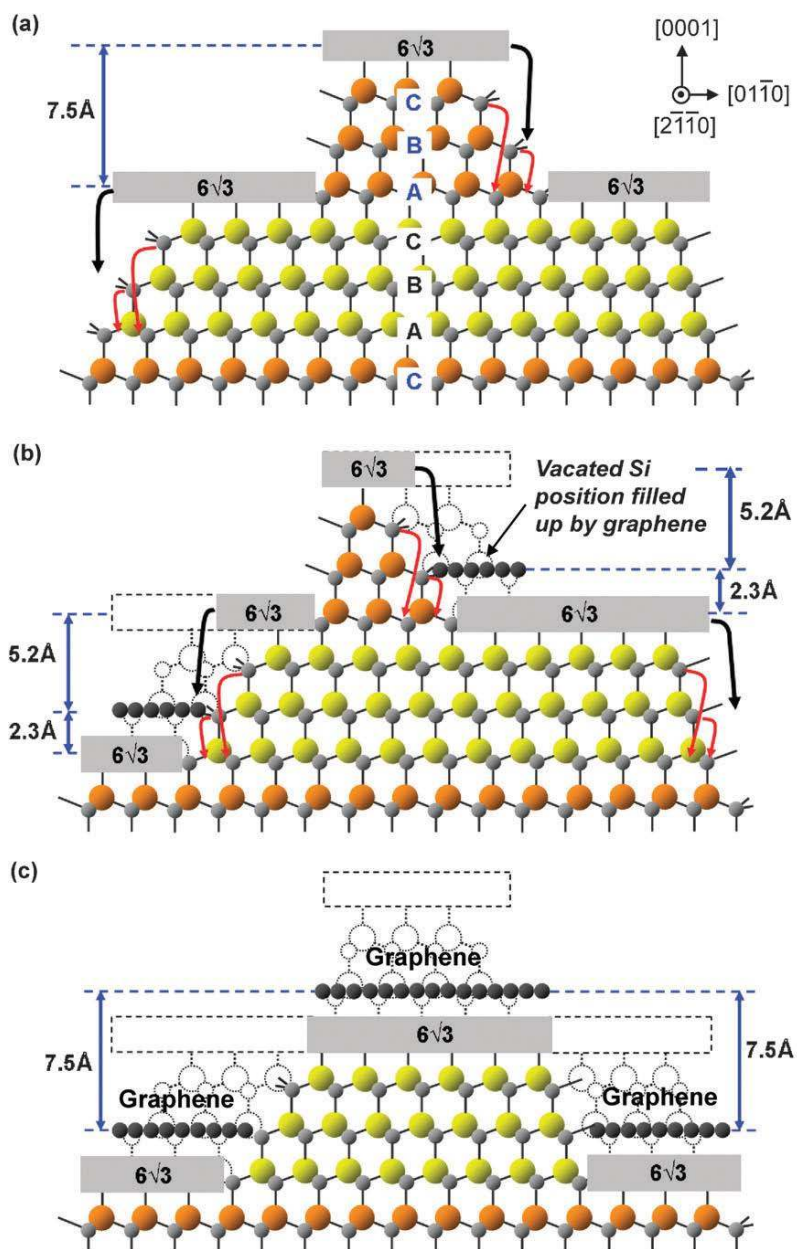 (a)
6√3
[0001]
[01̄10]
[2̄1̄10]
7.5Å
6√3
6√3
C
B
A
C
B
A
C
(b)
6√3
Vacated Si
position filled
up by graphene
5.2Å
2.3Å
6√3
6√3
5.2Å
2.3Å
6√3
(c)
Graphene
7.5Å
6√3
7.5Å
Graphene
Graphene
6√3
6√3